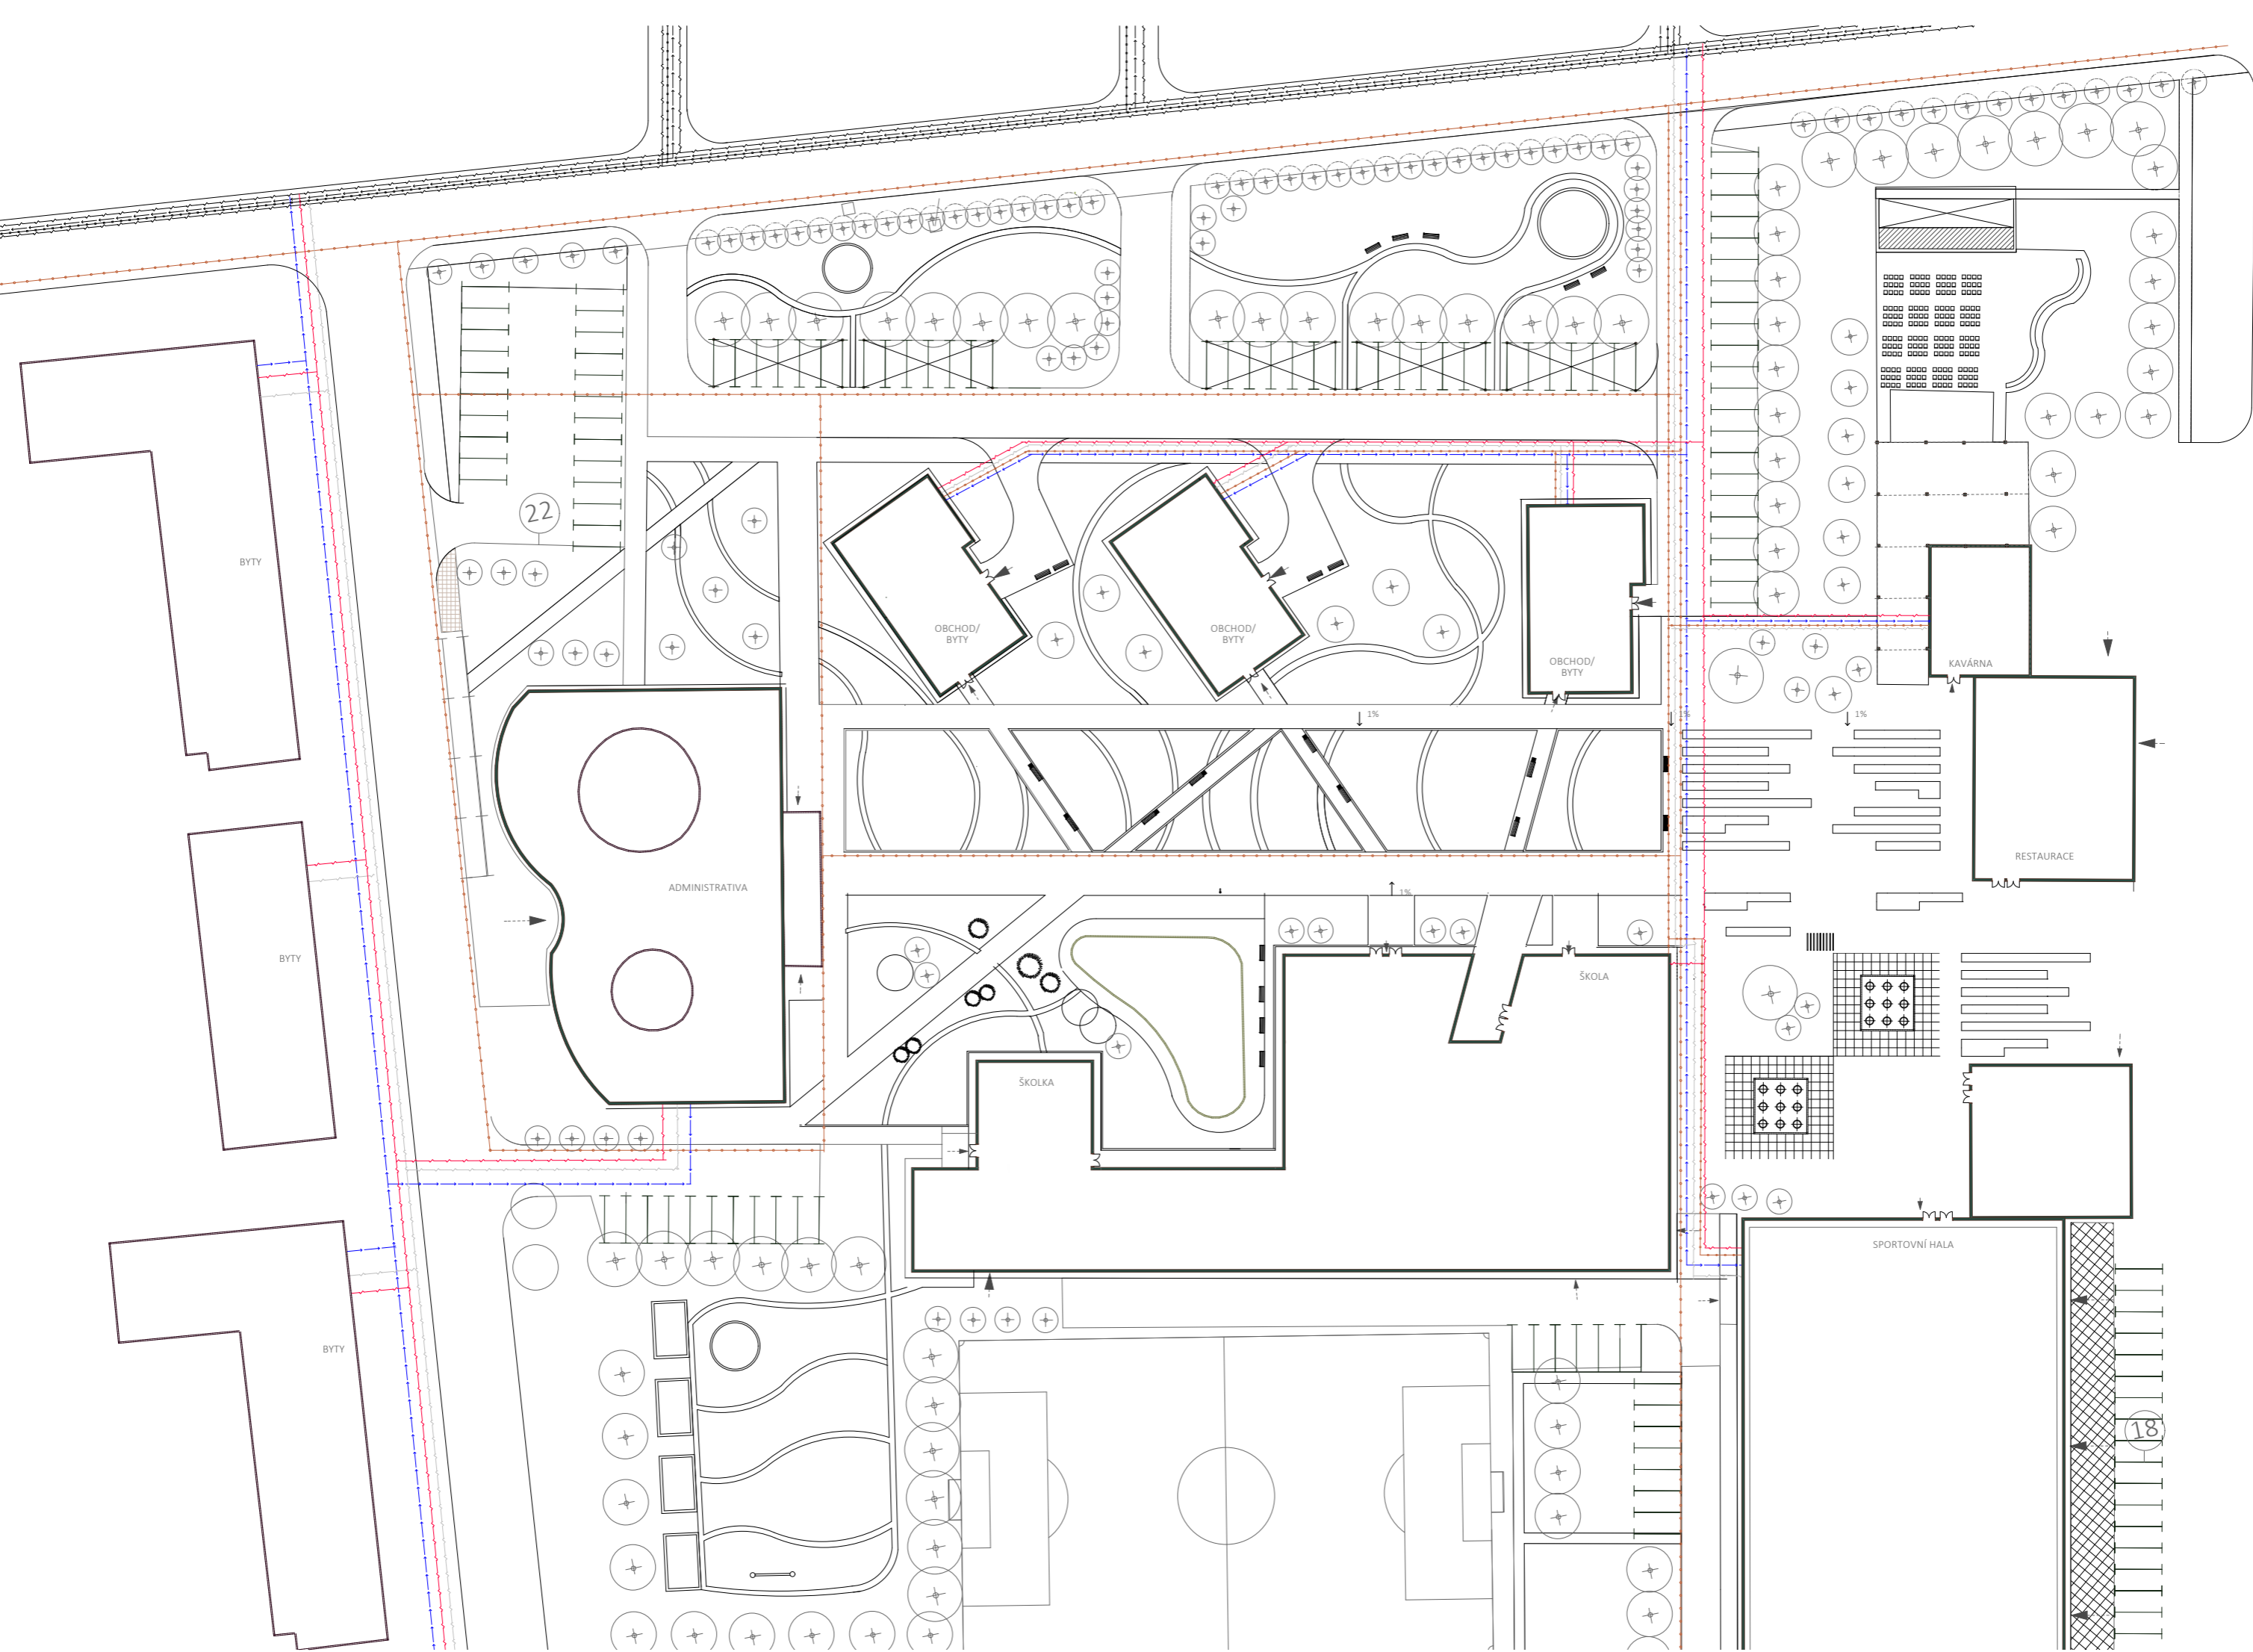 22
BYTY
OBCHOD/
BYTY
OBCHOD/
BYTY
OBCHOD/
BYTY
KAVÁRNA
1%
1%
1%
RESTAURACE
ADMINISTRATIVA
1%
BYTY
ŠKOLA
ŠKOLKA
SPORTOVNÍ HALA
BYTY
18